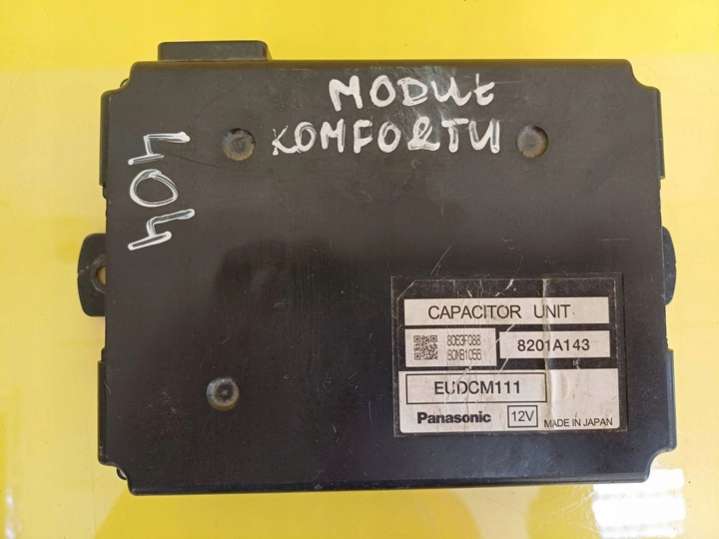 MODUŁ
KOMFORTU
404
CAPACITOR UNIT
8201A143
EUDCM111
Panasonic 12V MADE IN JAPAN